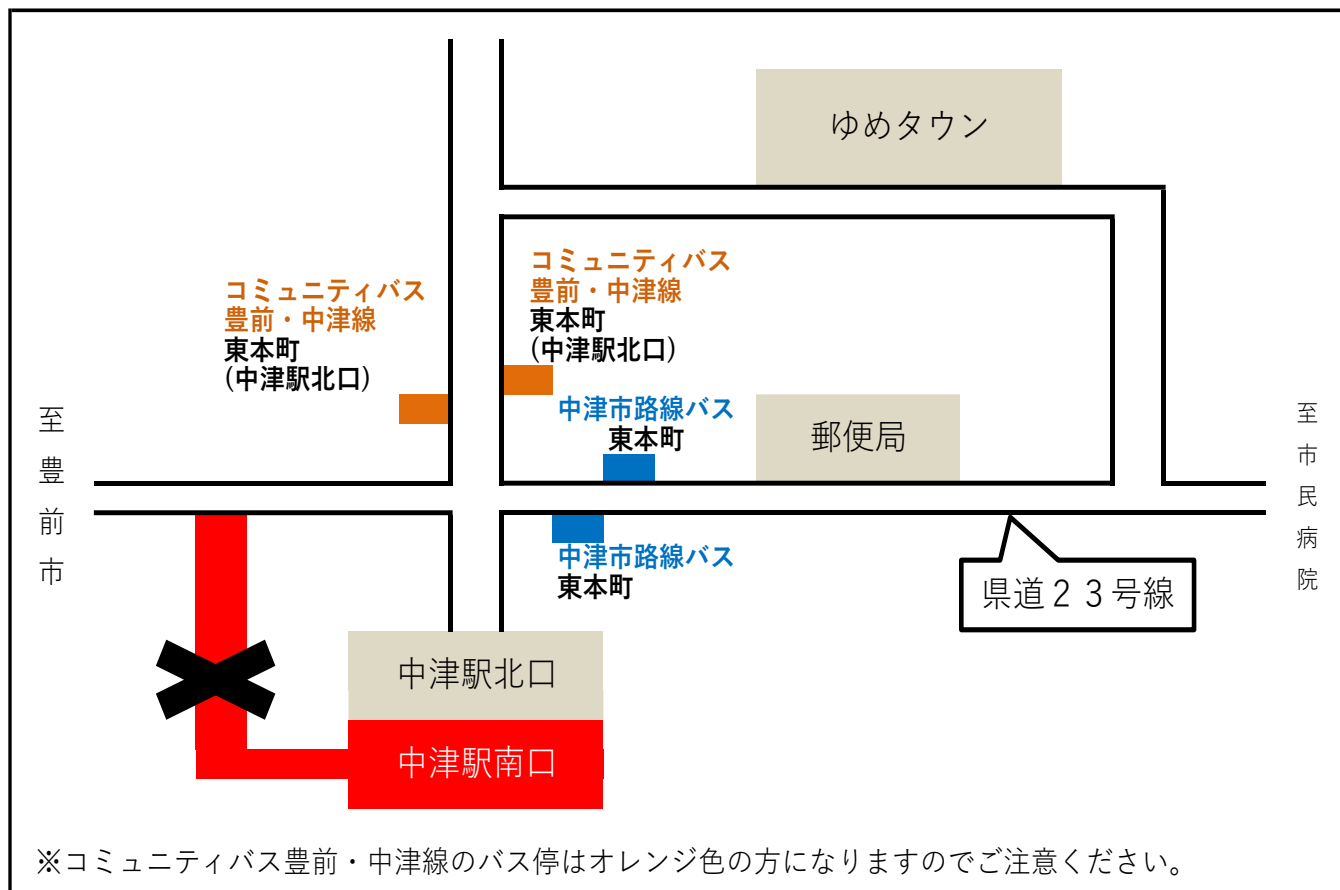 ゆめタウン
コミュニティバス
豊前・中津線
東本町
(中津駅北口)
コミュニティバス
豊前・中津線
東本町
(中津駅北口)
中津市路線バス
東本町
郵便局
至豊前市
至市民病院
中津市路線バス
東本町
県道２３号線
中津駅北口
中津駅南口
※コミュニティバス豊前・中津線のバス停はオレンジ色の方になりますのでご注意ください。